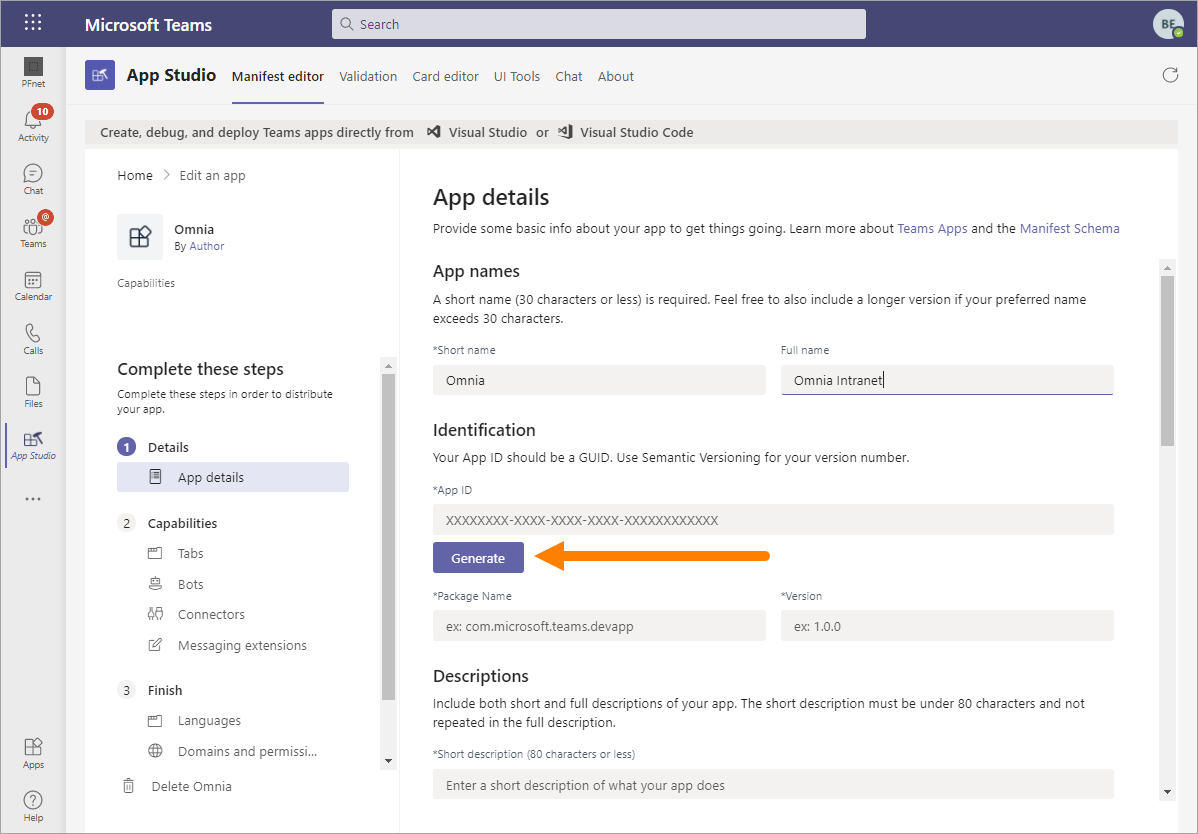 Microsoft Teams
Search
BE
PFnet
10
Activity
Chat
@
Teams
Calendar
Calls
Files
App Studio
...
Apps
Help
App Studio
Manifest editor
Validation
Card editor
UI Tools
Chat
About
Create, debug, and deploy Teams apps directly from Visual Studio or Visual Studio Code
Home > Edit an app
Omnia
By Author
Capabilities
Complete these steps
Complete these steps in order to distribute
your app.
1 Details
App details
2 Capabilities
Tabs
Bots
Connectors
Messaging extensions
3 Finish
Languages
Domains and permissi...
Delete Omnia
App details
Provide some basic info about your app to get things going. Learn more about Teams Apps and the Manifest Schema
App names
A short name (30 characters or less) is required. Feel free to also include a longer version if your preferred name
exceeds 30 characters.
*Short name
Full name
Omnia
Omnia Intranet
Identification
Your App ID should be a GUID. Use Semantic Versioning for your version number.
*App ID
XXXXXXXX-XXXX-XXXX-XXXX-XXXXXXXXXXXX
Generate
*Package Name
*Version
ex: com.microsoft.teams.devapp
ex: 1.0.0
Descriptions
Include both short and full descriptions of your app. The short description must be under 80 characters and not
repeated in the full description.
*Short description (80 characters or less)
Enter a short description of what your app does